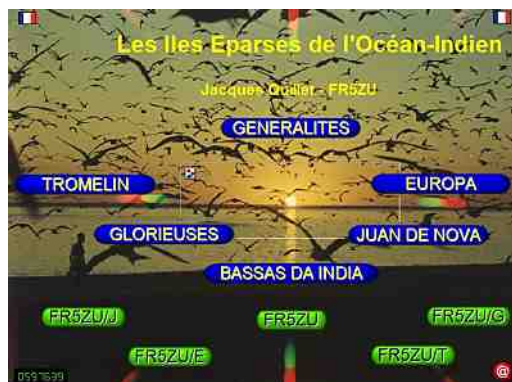 Les Iles Eparses de l'Océan-Indien
Jacques Quillet - FR5ZU
GENERALITES
TROMELIN
EUROPA
GLORIEUSES
JUAN DE NOVA
BASSAS DA INDIA
FR5ZU/J
FR5ZU
FR5ZU/G
FR5ZU/E
FR5ZU/T
0597699
@